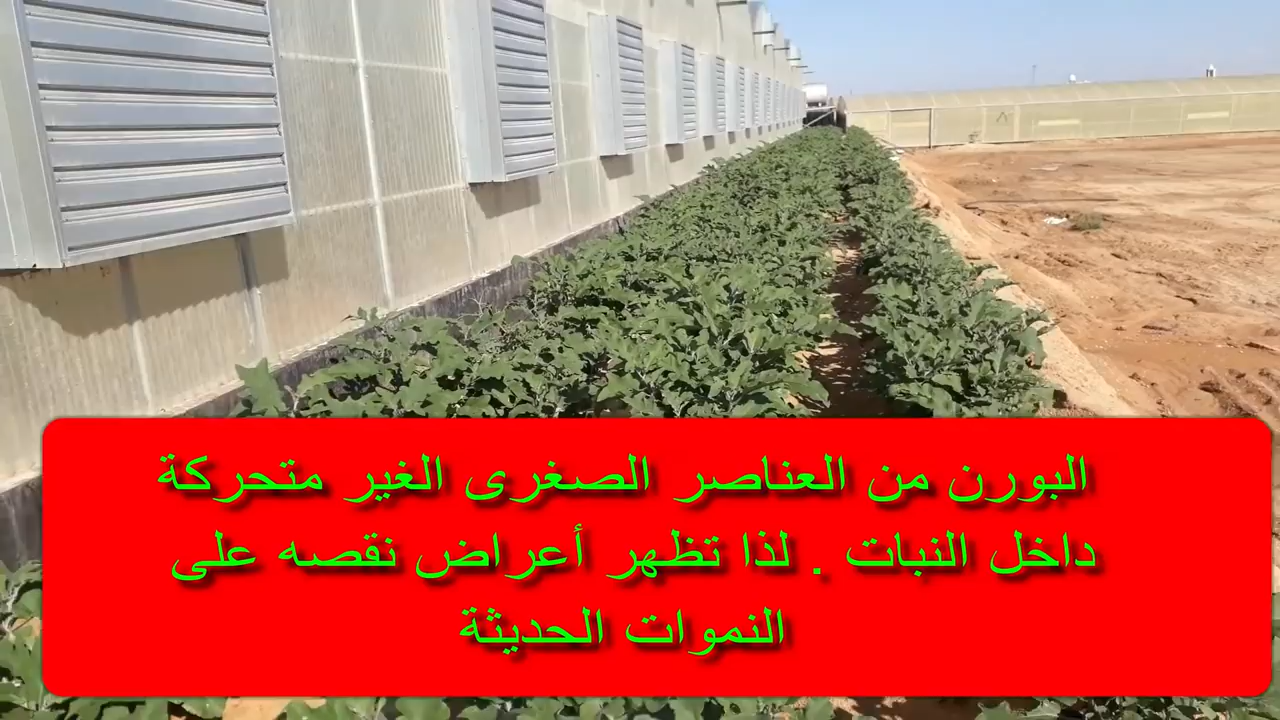 البورن من العناصر الصغرى الغير متحركة
داخل النبات . لذا تظهر أعراض نقصه على
النموات الحديثة